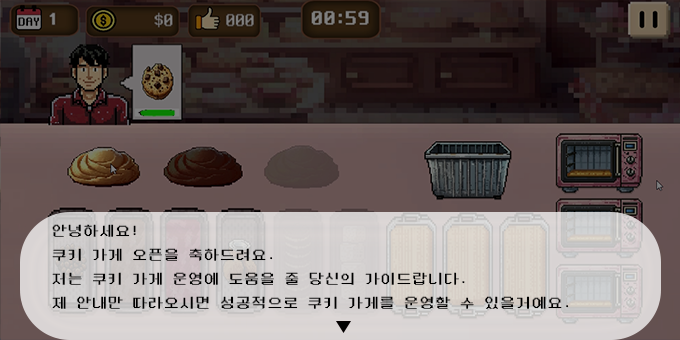 DAY 1
$0
000
00:59
안녕하세요!
쿠키 가게 오픈을 축하드려요.
저는 쿠키 가게 운영에 도움을 줄 당신의 가이드랍니다.
제 안내만 따라오시면 성공적으로 쿠키 가게를 운영할 수 있을거예요.